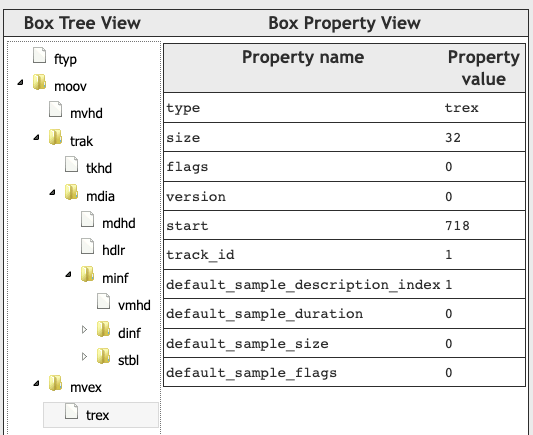 Box Tree View
ftyp
moov
mvhd
trak
tkhd
mdia
mdhd
hdlr
minf
vmhd
dinf
stbl
mvex
trex
Box Property View
Property name Property value
type trex
size 32
flags 0
version 0
start 718
track_id 1
default_sample_description_index 1
default_sample_duration 0
default_sample_size 0
default_sample_flags 0